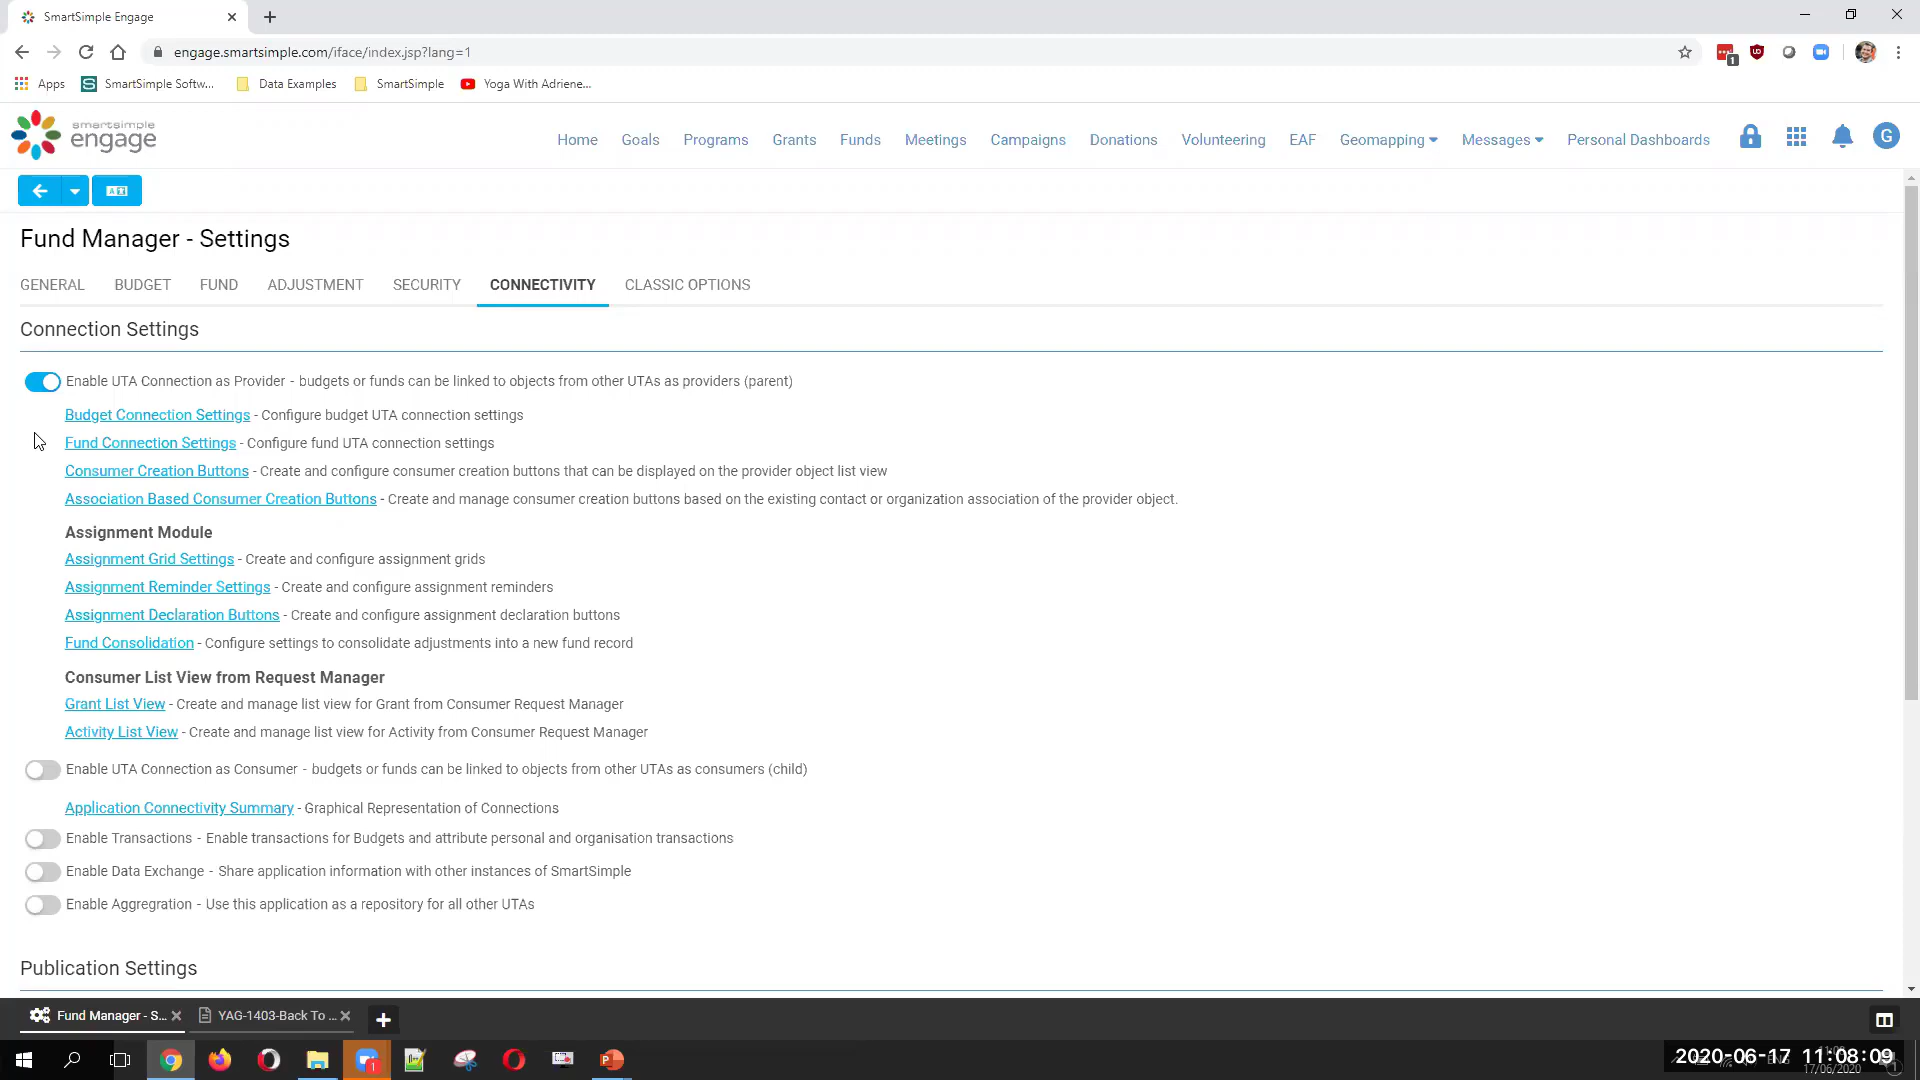 SmartSimple Engage
engage.smartsimple.com/iface/index.jsp?lang=1
1
Apps SmartSimple Softw... Data Examples SmartSimple Yoga With Adriene...
smartsimple
engage
Home Goals Programs Grants Funds Meetings Campaigns Donations Volunteering EAF Geomapping Messages Personal Dashboards G
Fund Manager - Settings
GENERAL BUDGET FUND ADJUSTMENT SECURITY CONNECTIVITY CLASSIC OPTIONS
Connection Settings
Enable UTA Connection as Provider - budgets or funds can be linked to objects from other UTAs as providers (parent)
Budget Connection Settings - Configure budget UTA connection settings
Fund Connection Settings - Configure fund UTA connection settings
Consumer Creation Buttons - Create and configure consumer creation buttons that can be displayed on the provider object list view
Association Based Consumer Creation Buttons - Create and manage consumer creation buttons based on the existing contact or organization association of the provider object.
Assignment Module
Assignment Grid Settings - Create and configure assignment grids
Assignment Reminder Settings - Create and configure assignment reminders
Assignment Declaration Buttons - Create and configure assignment declaration buttons
Fund Consolidation - Configure settings to consolidate adjustments into a new fund record
Consumer List View from Request Manager
Grant List View - Create and manage list view for Grant from Consumer Request Manager
Activity List View - Create and manage list view for Activity from Consumer Request Manager
Enable UTA Connection as Consumer - budgets or funds can be linked to objects from other UTAs as consumers (child)
Application Connectivity Summary - Graphical Representation of Connections
Enable Transactions - Enable transactions for Budgets and attribute personal and organisation transactions
Enable Data Exchange - Share application information with other instances of SmartSimple
Enable Aggregration - Use this application as a repository for all other UTAs
Publication Settings
Fund Manager - S... YAG-1403-Back To ...
2020-06-17 11:08:09
17/06/2020